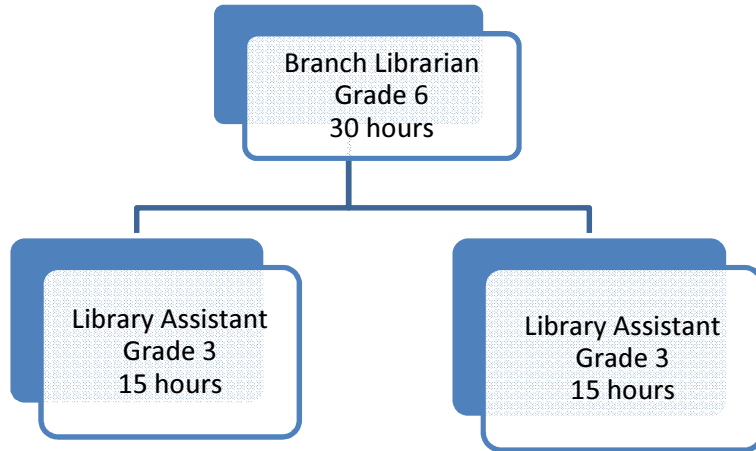 Branch Librarian
Grade 6
30 hours
Library Assistant
Grade 3
15 hours
Library Assistant
Grade 3
15 hours